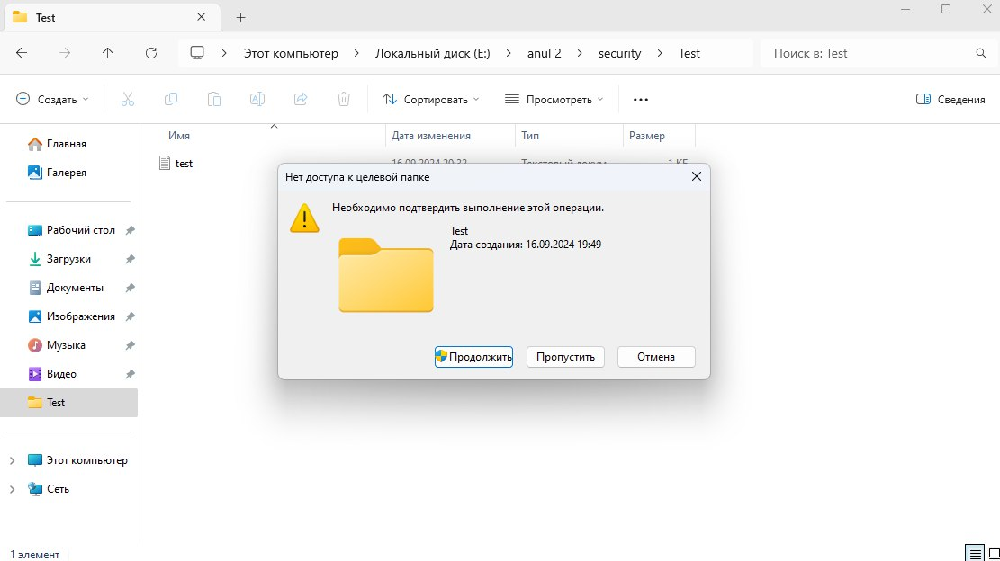 Test
Этот компьютер > Локальный диск (E:) > anul 2 > security > Test
Поиск в: Test
Создать
Сортировать
Просмотреть
Сведения
Главная
Галерея
Рабочий стол
Загрузки
Документы
Изображения
Музыка
Видео
Test
Этот компьютер
Сеть
Имя
Дата изменения
Тип
Размер
test
16.09.2024 20:32
Текстовый докум...
1 КБ
Нет доступа к целевой папке
Необходимо подтвердить выполнение этой операции.
Test
Дата создания: 16.09.2024 19:49
Продолжить
Пропустить
Отмена
1 элемент